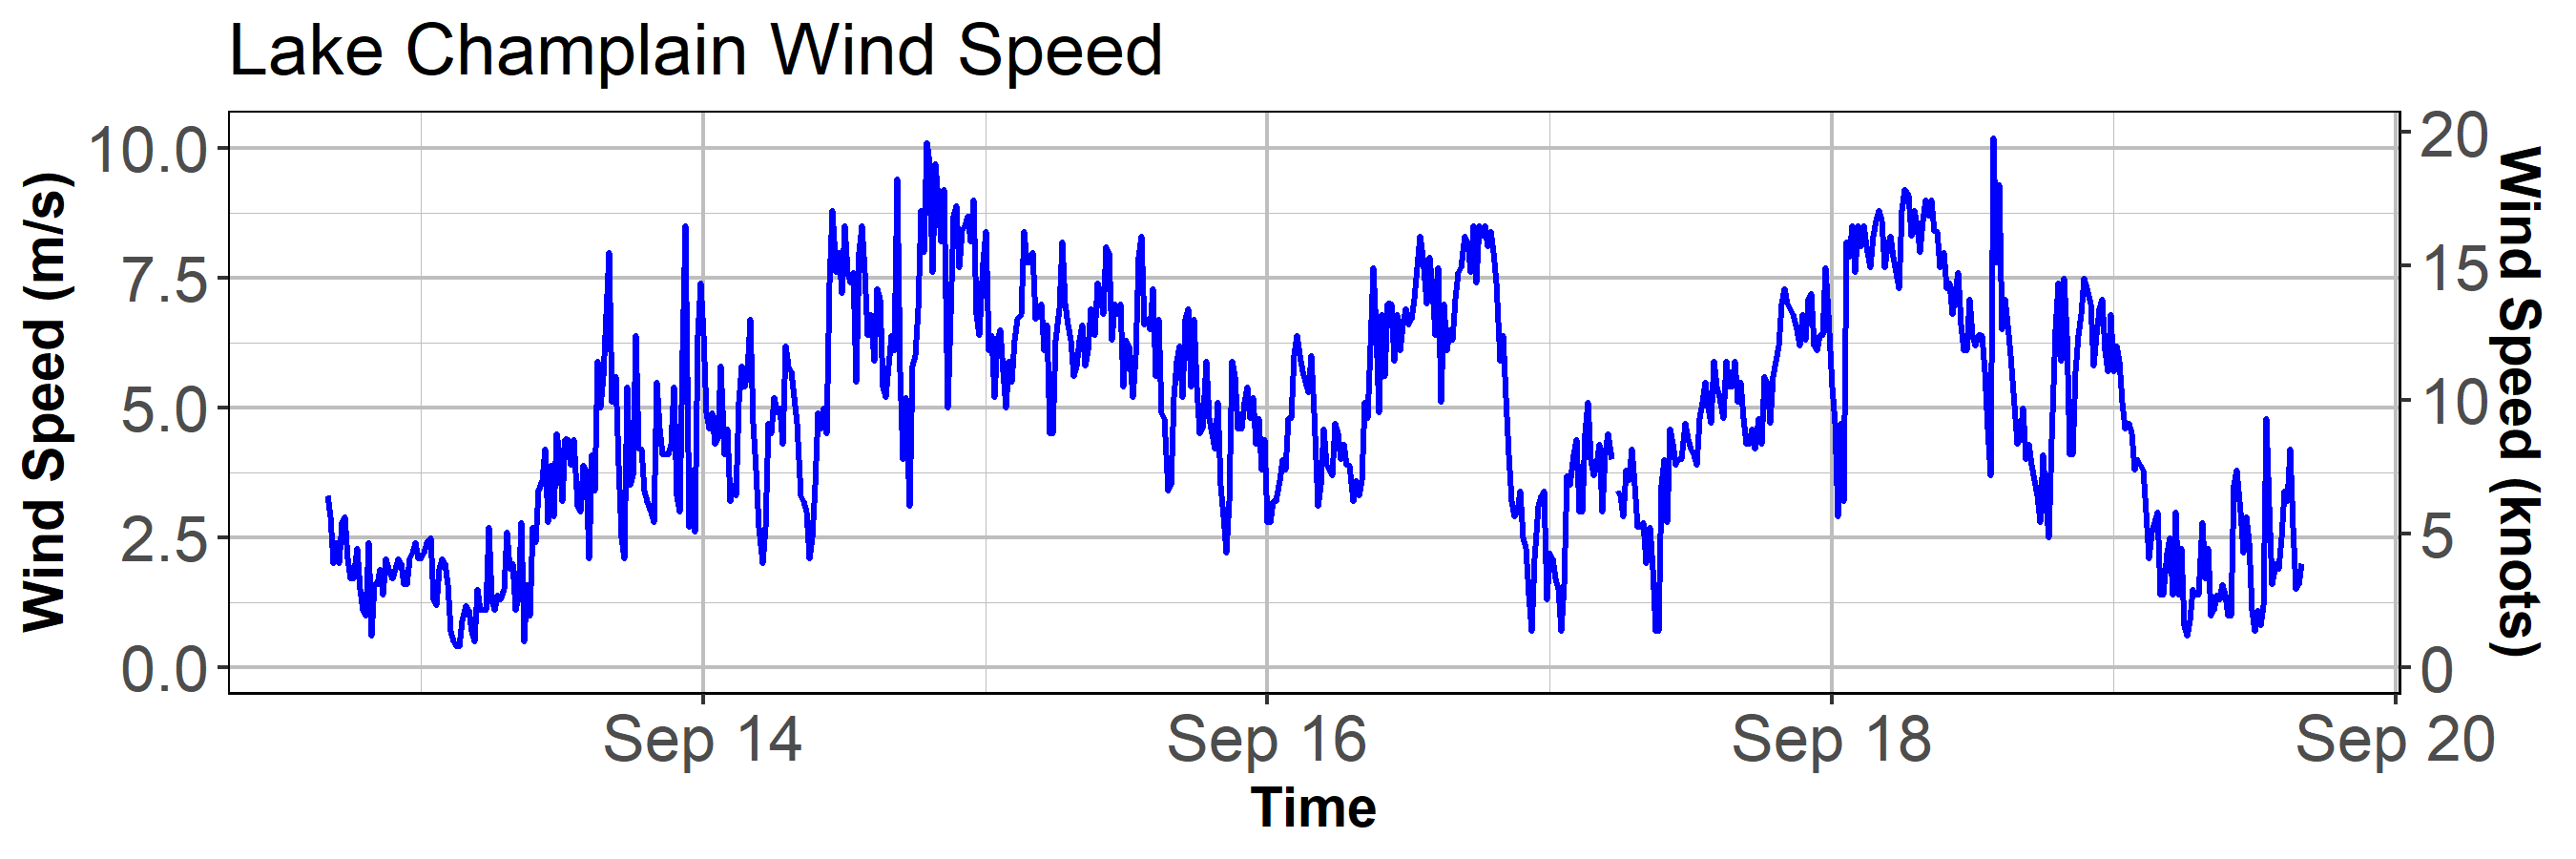 Lake Champlain Wind Speed
Wind Speed (m/s)
10.0
7.5
5.0
2.5
0.0
20
15
10
5
0
Wind Speed (knots)
Sep 14
Sep 16
Sep 18
Sep 20
Time